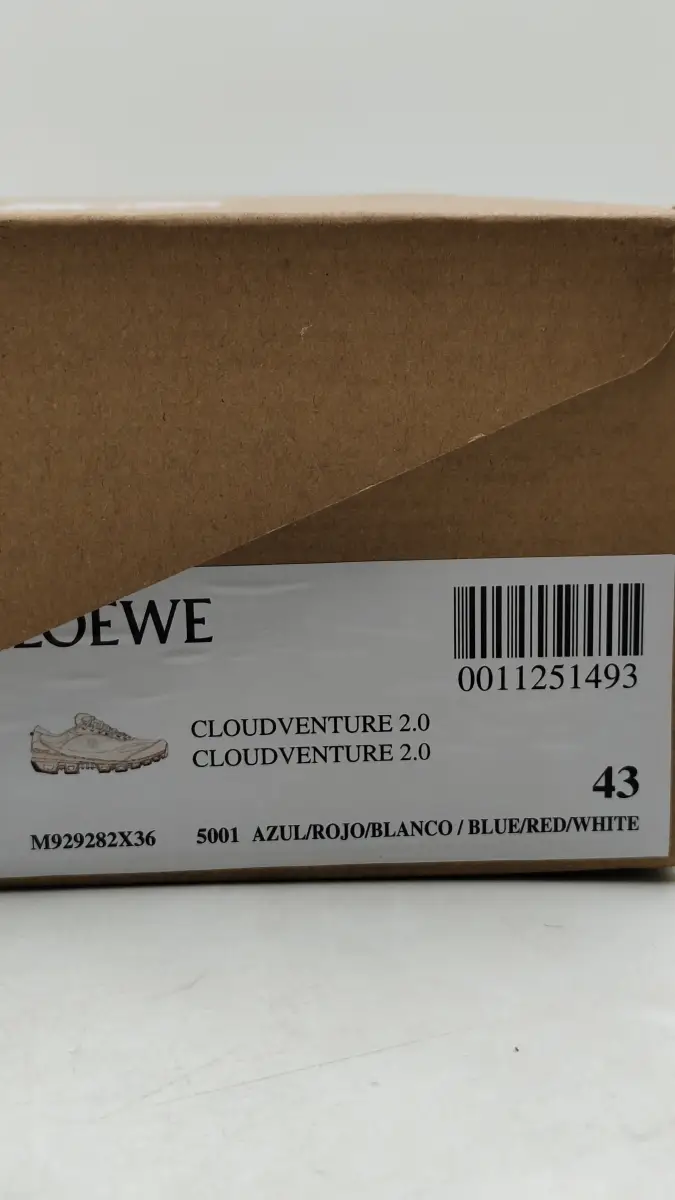 LOEWE
0011251493
CLOUDVENTURE 2.0
CLOUDVENTURE 2.0
43
M929282X36 5001 AZUL/ROJO/BLANCO / BLUE/RED/WHITE